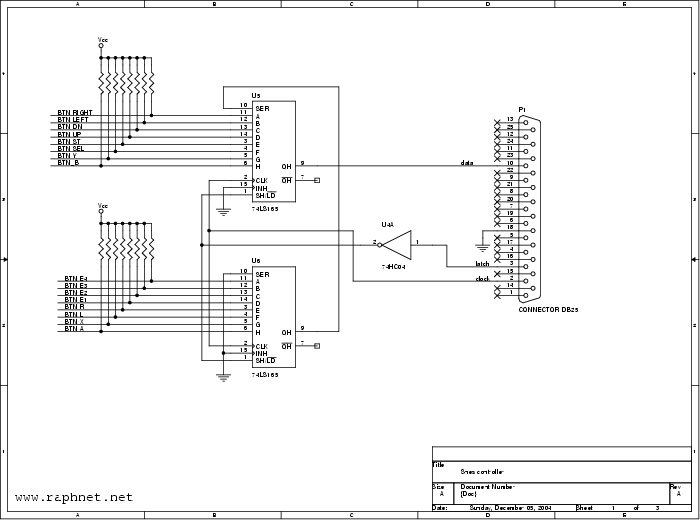 A B C D E
Vcc
U5
10 SER
BTN RIGHT 11 A
BTN LEFT 12 B
BTN DN 13 C
BTN UP 14 D
BTN ST 3 E
BTN SEL 4 F
BTN Y 5 G
BTN_B 6 H QH 9
2 CLK QH 7
15 INH
1 SH/LD
74LS165
P1
13
25
12
24
11
23
data 10
22
9
21
8
20
7
19
6
18
5
17
4
16
latch 3
15
clock 2
14
1
CONNECTOR DB25
Vcc
U4A
2 1
74HC04
U6
10 SER
BTN E4 11 A
BTN E3 12 B
BTN E2 13 C
BTN E1 14 D
BTN R 3 E
BTN L 4 F
BTN X 5 G
BTN A 6 H QH 9
2 CLK QH 7
15 INH
1 SH/LD
74LS165
Title
Snes controller
Size Document Number Rev
A {Doc} A
Date: Sunday, December 05, 2004 Sheet 1 of 3
www.raphnet.net
A B C D E